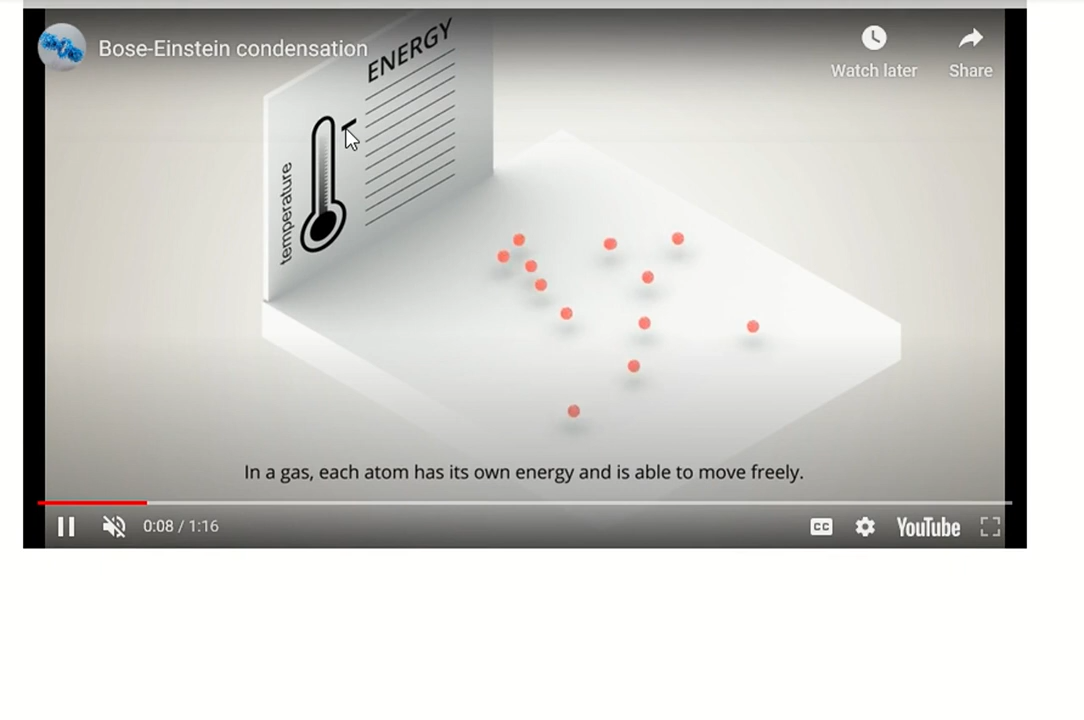 Bose-Einstein condensation
Watch later
Share
ENERGY
temperature
In a gas, each atom has its own energy and is able to move freely.
0:08 / 1:16
CC
YouTube